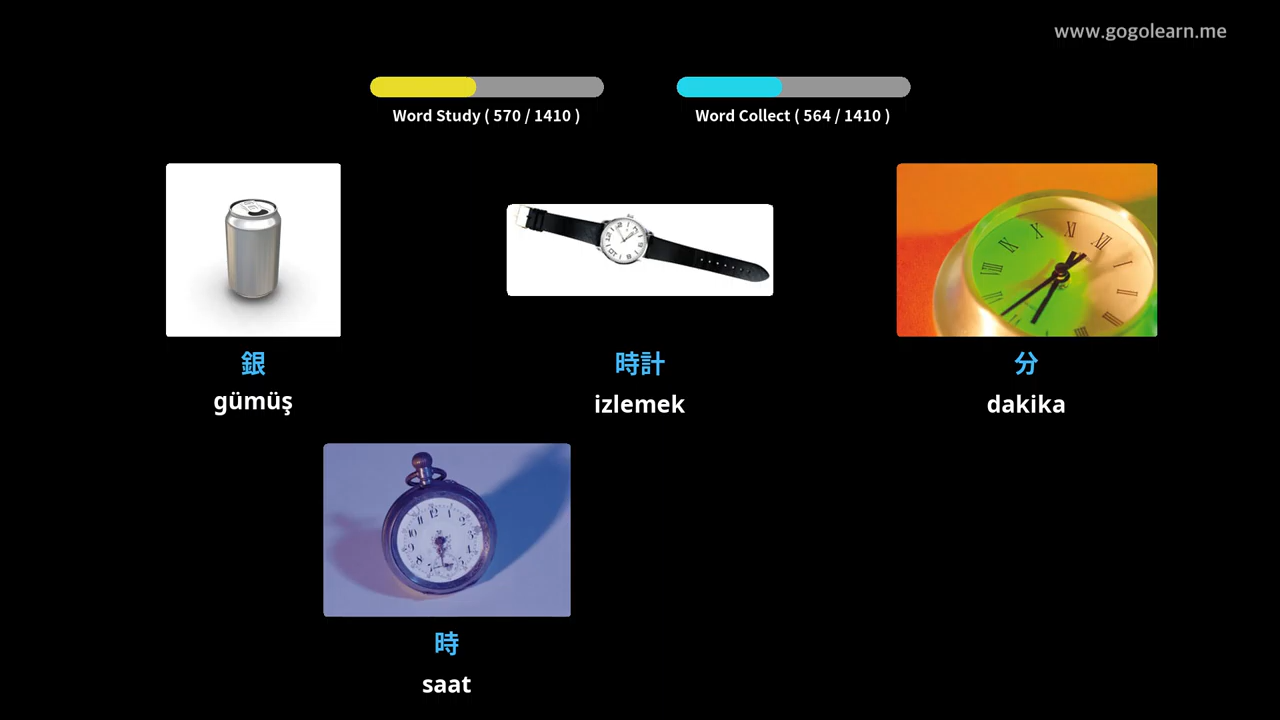 www.gogolearn.me
Word Study ( 570 / 1410 )
Word Collect ( 564 / 1410 )
銀
gümüş
時計
izlemek
分
dakika
時
saat